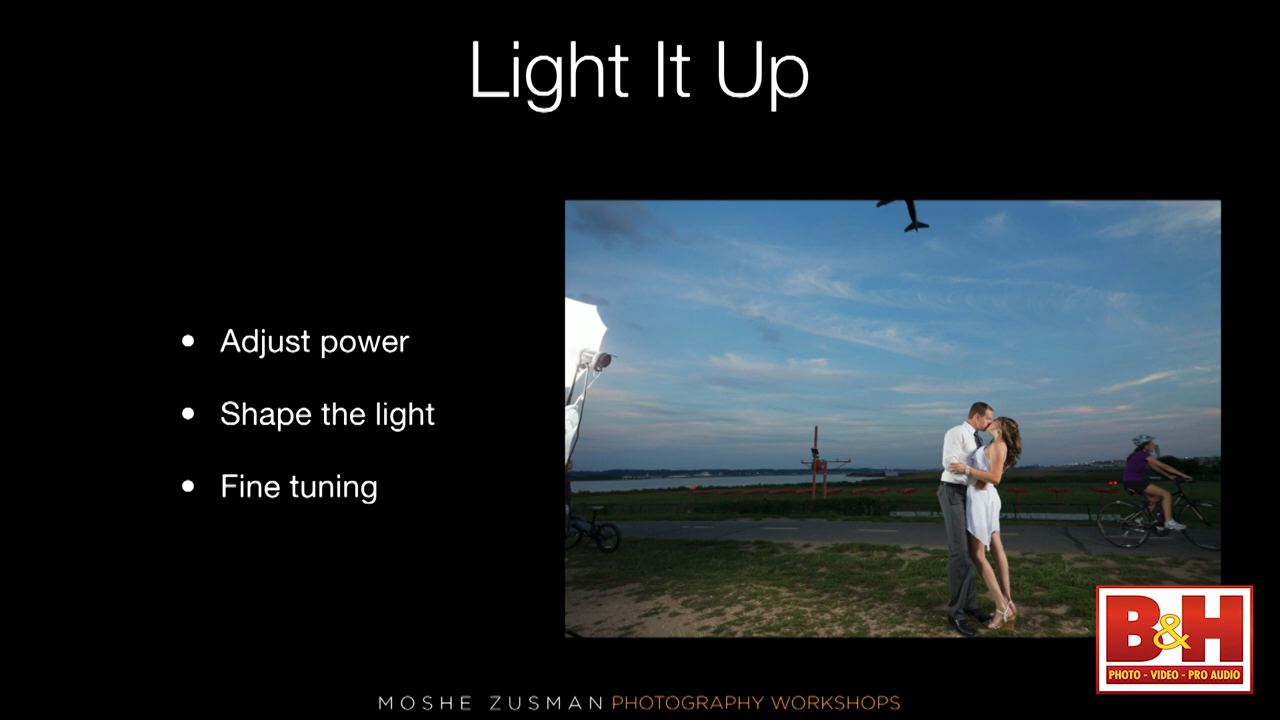 Light It Up
Adjust power
Shape the light
Fine tuning
B&H
PHOTO - VIDEO - PRO AUDIO
MOSHE ZUSMAN PHOTOGRAPHY WORKSHOPS